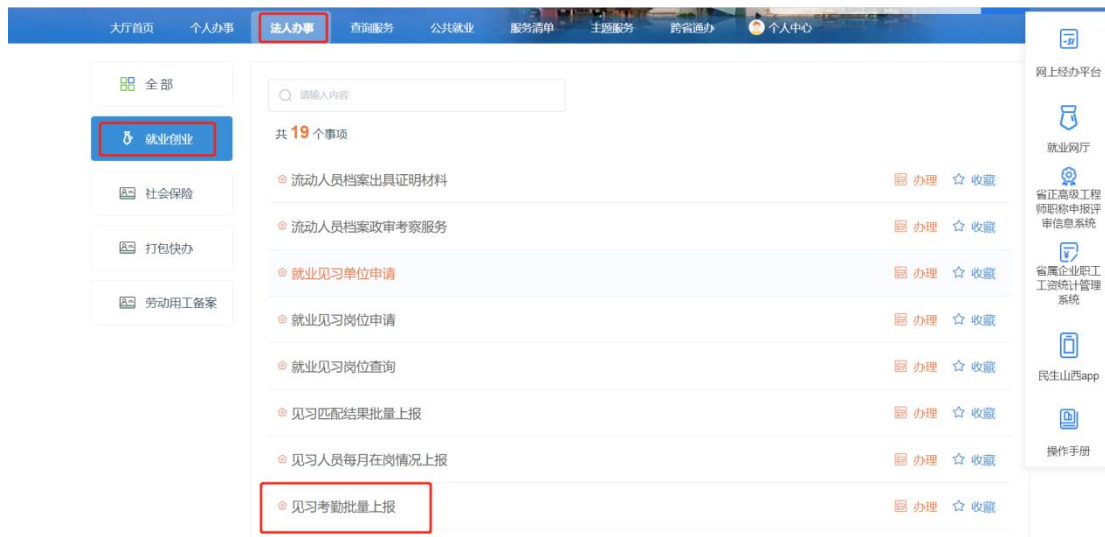 大厅首页 个人办事 法人办事 查询服务 公共就业 服务清单 主题服务 跨省通办 个人中心
全部
就业创业
社会保险
打包快办
劳动用工备案
请输入内容
共 19 个事项
流动人员档案出具证明材料 办理 收藏
流动人员档案政审考察服务 办理 收藏
就业见习单位申请 办理 收藏
就业见习岗位申请 办理 收藏
就业见习岗位查询 办理 收藏
见习匹配结果批量上报 办理 收藏
见习人员每月在岗情况上报 办理 收藏
见习考勤批量上报 办理 收藏
网上经办平台
就业网厅
省正高级工程
师职称申报评
审信息系统
省属企业职工
工资统计管理
系统
民生山西app
操作手册